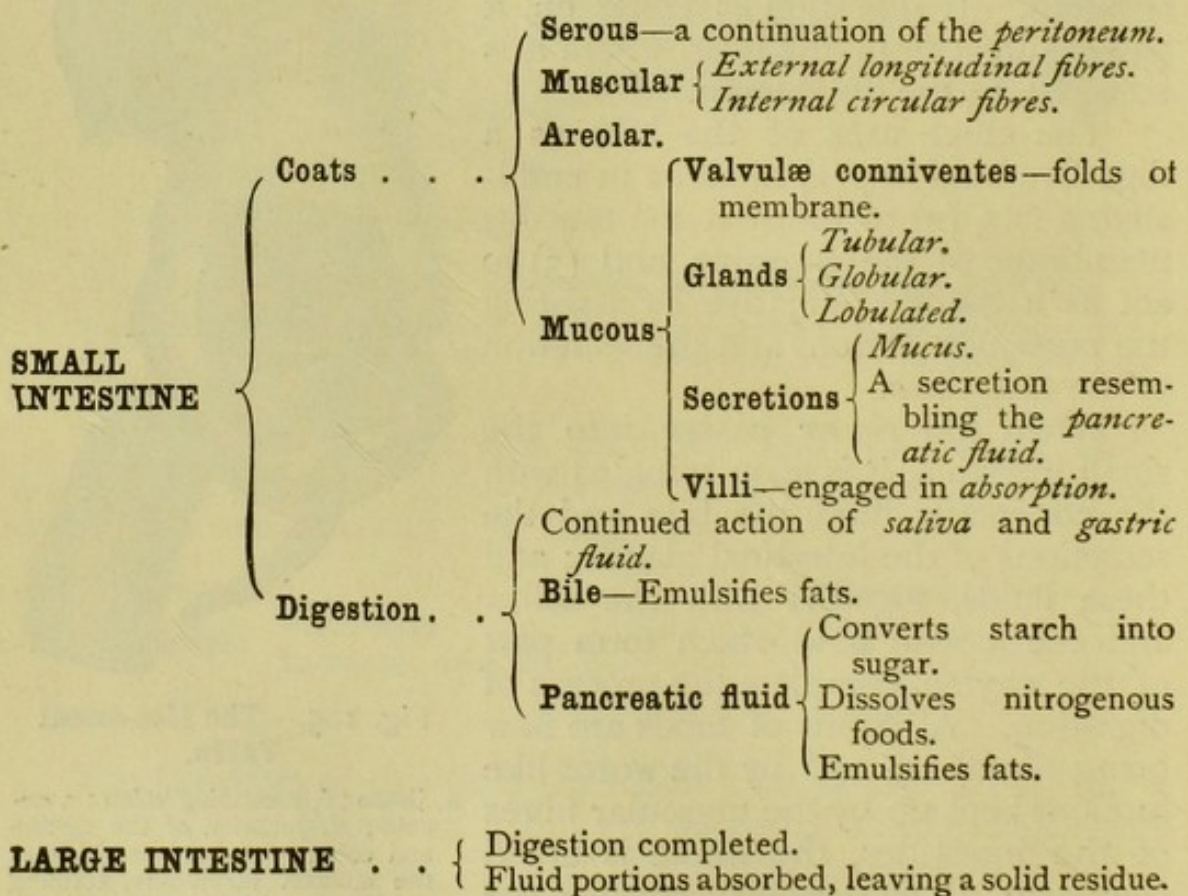 Serous—a continuation of the peritoneum.
Muscular
External longitudinal fibres.
Internal circular fibres.
Areolar.
Coats . . .
Valvulæ conniventes—folds of
membrane.
Glands
Tubular.
Globular.
Lobulated.
Mucous
SMALL
INTESTINE
Secretions
Mucus.
A secretion resem-
bling the pancre-
atic fluid.
Villi—engaged in absorption.
Continued action of saliva and gastric
fluid.
Digestion. .
Bile—Emulsifies fats.
Pancreatic fluid
Converts starch into
sugar.
Dissolves nitrogenous
foods.
Emulsifies fats.
LARGE INTESTINE . .
Digestion completed.
Fluid portions absorbed, leaving a solid residue.